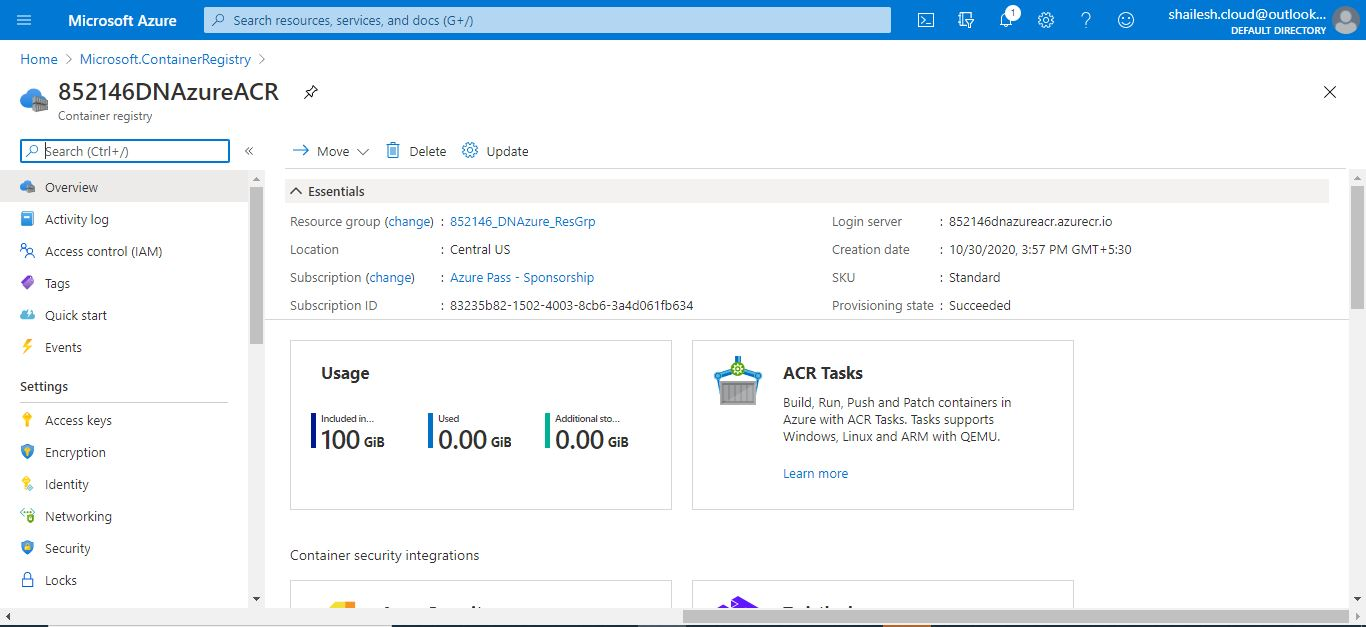 Microsoft Azure
Search resources, services, and docs (G+/)
1
shailesh.cloud@outlook...
DEFAULT DIRECTORY
Home > Microsoft.ContainerRegistry >
852146DNAzureACR
Container registry
Search (Ctrl+/)
«
Move
Delete
Update
Overview
Activity log
Access control (IAM)
Tags
Quick start
Events
Settings
Access keys
Encryption
Identity
Networking
Security
Locks
Essentials
Resource group (change) : 852146_DNAzure_ResGrp
Location : Central US
Subscription (change) : Azure Pass - Sponsorship
Subscription ID : 83235b82-1502-4003-8cb6-3a4d061fb634
Login server : 852146dnazureacr.azurecr.io
Creation date : 10/30/2020, 3:57 PM GMT+5:30
SKU : Standard
Provisioning state : Succeeded
Usage
Included in...
100 GiB
Used
0.00 GiB
Additional sto...
0.00 GiB
ACR Tasks
Build, Run, Push and Patch containers in
Azure with ACR Tasks. Tasks supports
Windows, Linux and ARM with QEMU.
Learn more
Container security integrations